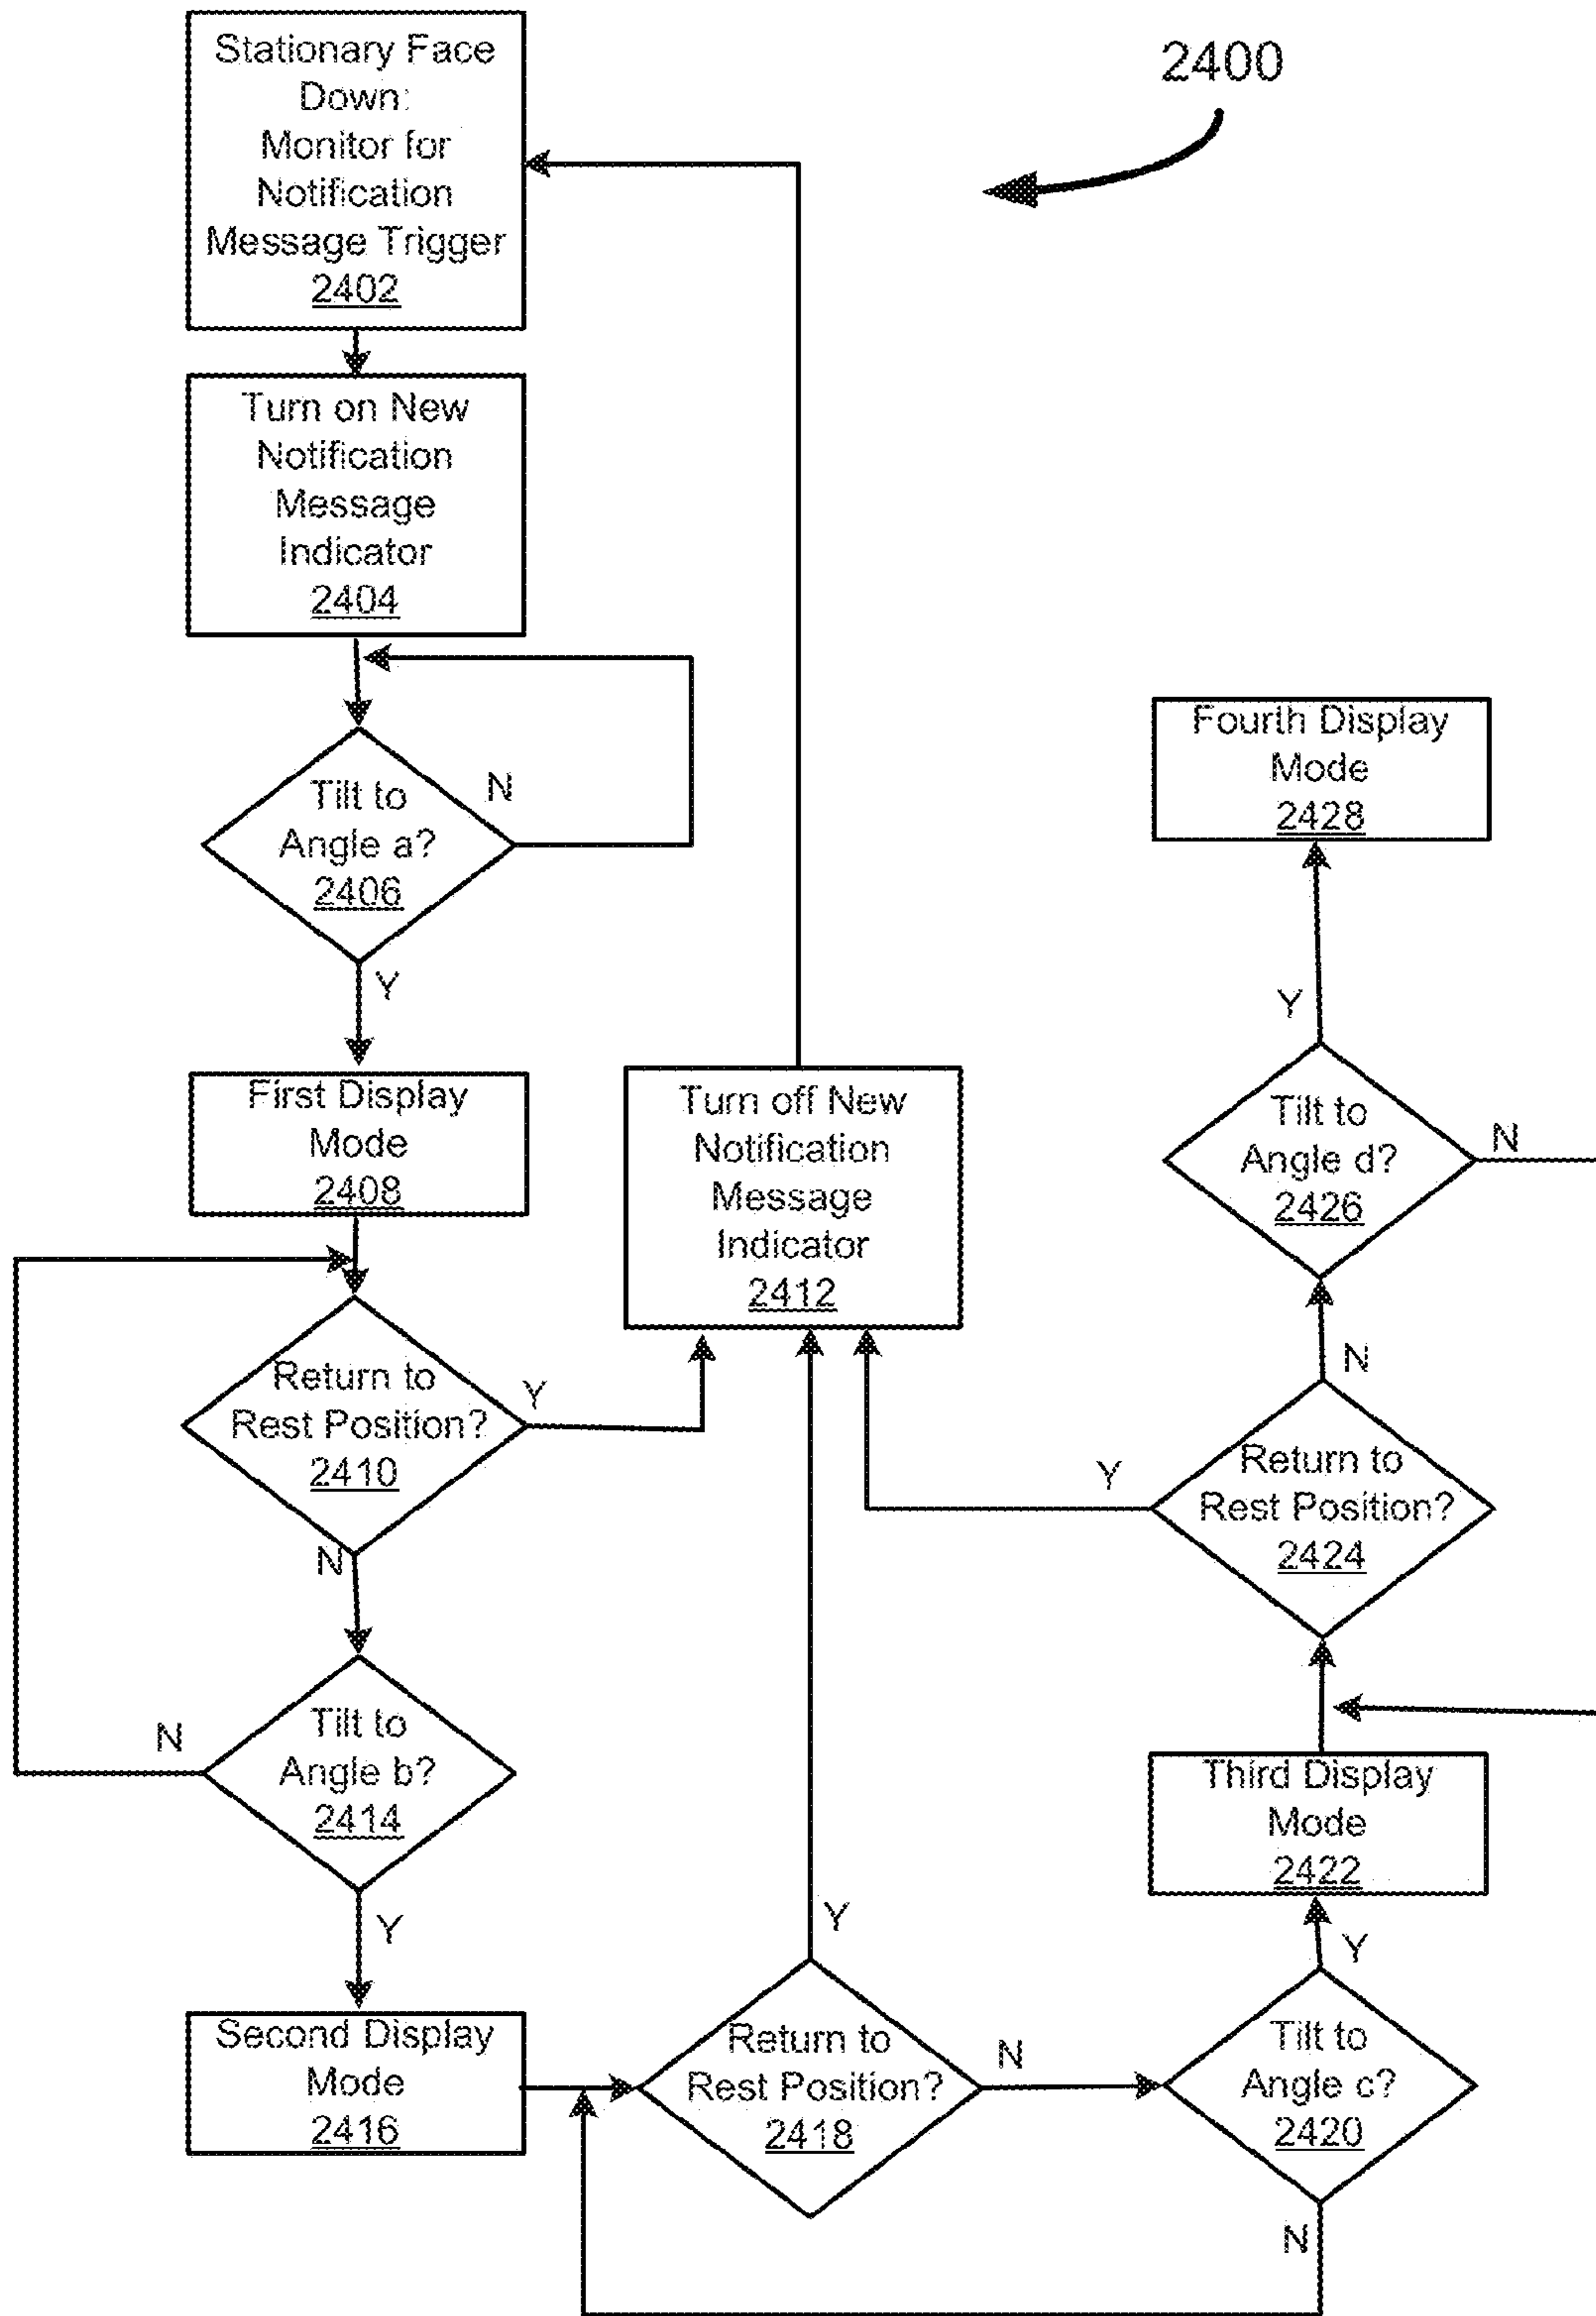 2400
Stationary Face
Down:
Monitor for
Notification
Message Trigger
2402
Turn on New
Notification
Message
Indicator
2404
Tilt to
Angle a?
2406
N
Y
First Display
Mode
2408
Return to
Rest Position?
2410
Y
N
Turn off New
Notification
Message
Indicator
2412
Tilt to
Angle b?
2414
N
Y
Second Display
Mode
2416
Return to
Rest Position?
2418
Y
N
Tilt to
Angle c?
2420
Y
N
Third Display
Mode
2422
Return to
Rest Position?
2424
Y
N
Tilt to
Angle d?
2426
N
Y
Fourth Display
Mode
2428